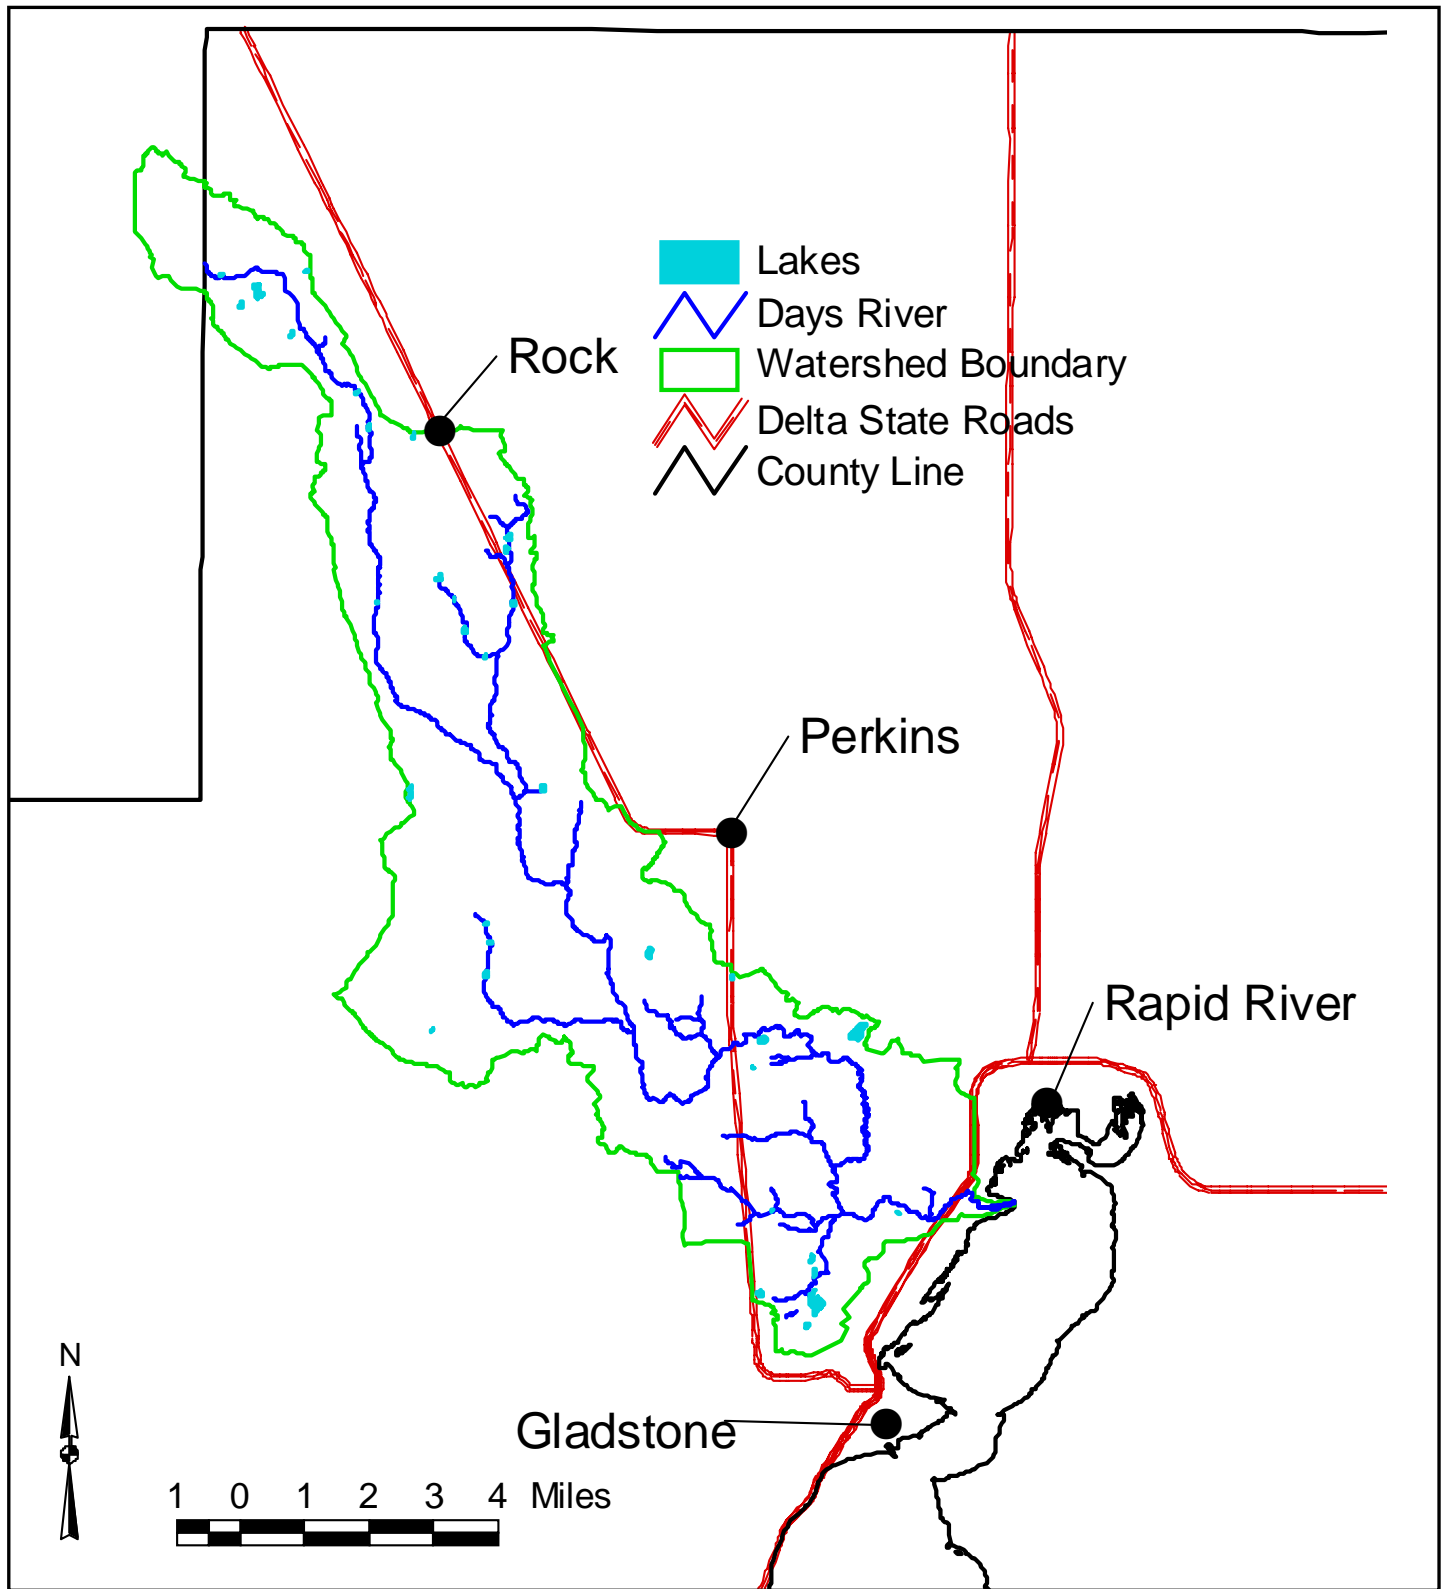 Lakes
Days River
Rock
Watershed Boundary
Delta State Roads
County Line
Perkins
Rapid River
N
Gladstone
1 0 1 2 3 4 Miles